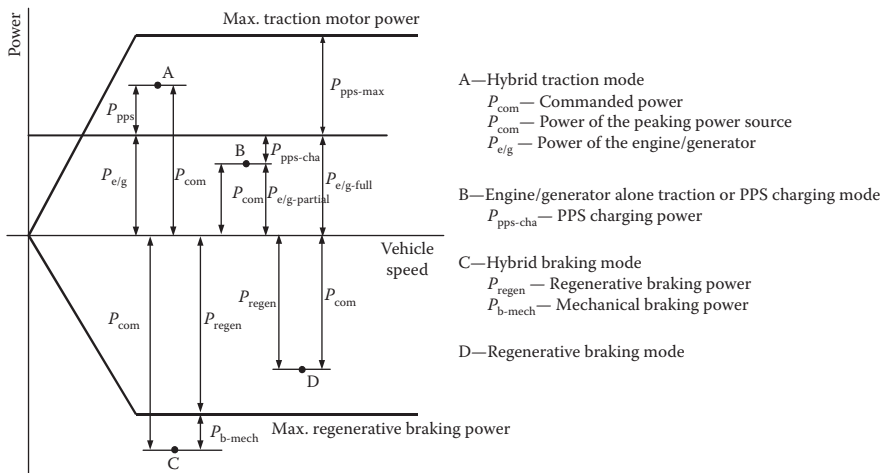 Power
Max. traction motor power
A
P_pps
P_pps-max
B
P_pps-cha
P_e/g
P_com
P_com
P_e/g-partial
P_e/g-full
Vehicle
speed
P_com
P_regen
P_regen
P_com
D
P_b-mech
Max. regenerative braking power
C
A—Hybrid traction mode
P_com— Commanded power
P_com— Power of the peaking power source
P_e/g — Power of the engine/generator
B—Engine/generator alone traction or PPS charging mode
P_pps-cha— PPS charging power
C—Hybrid braking mode
P_regen — Regenerative braking power
P_b-mech— Mechanical braking power
D—Regenerative braking mode